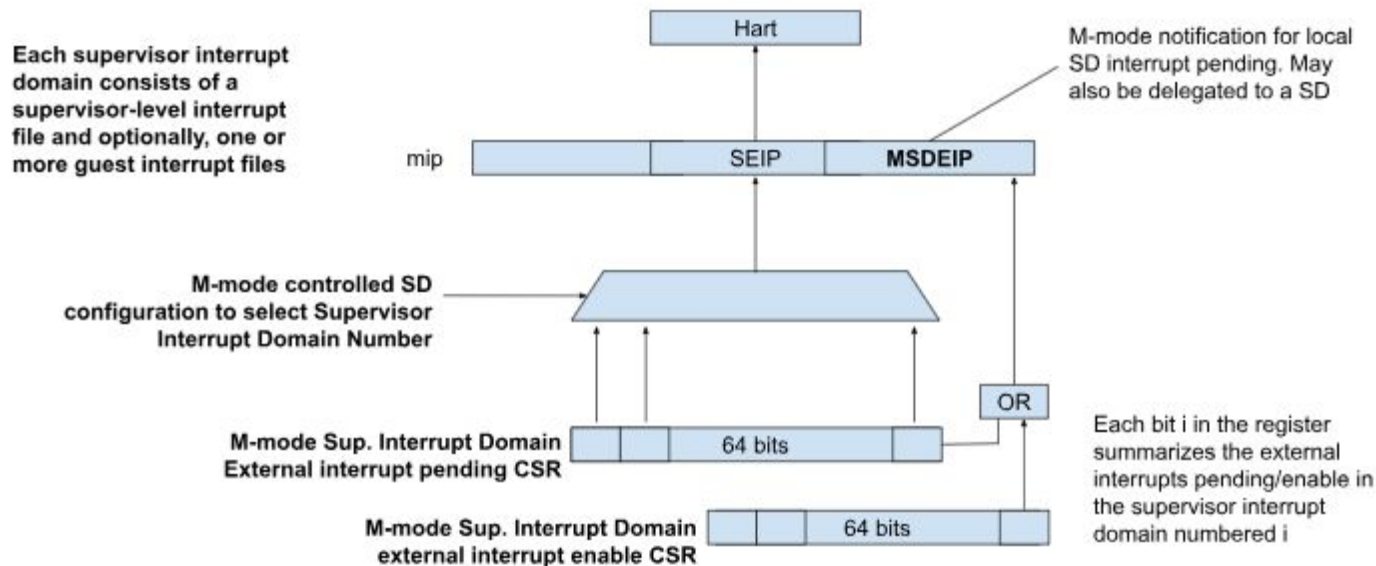 Hart
Each supervisor interrupt
domain consists of a
supervisor-level interrupt
file and optionally, one or
more guest interrupt files
M-mode notification for local
SD interrupt pending. May
also be delegated to a SD
mip
SEIP
MSDEIP
M-mode controlled SD
configuration to select Supervisor
Interrupt Domain Number
OR
M-mode Sup. Interrupt Domain
External interrupt pending CSR
64 bits
Each bit i in the register
summarizes the external
interrupts pending/enable in
the supervisor interrupt
domain numbered i
M-mode Sup. Interrupt Domain
external interrupt enable CSR
64 bits